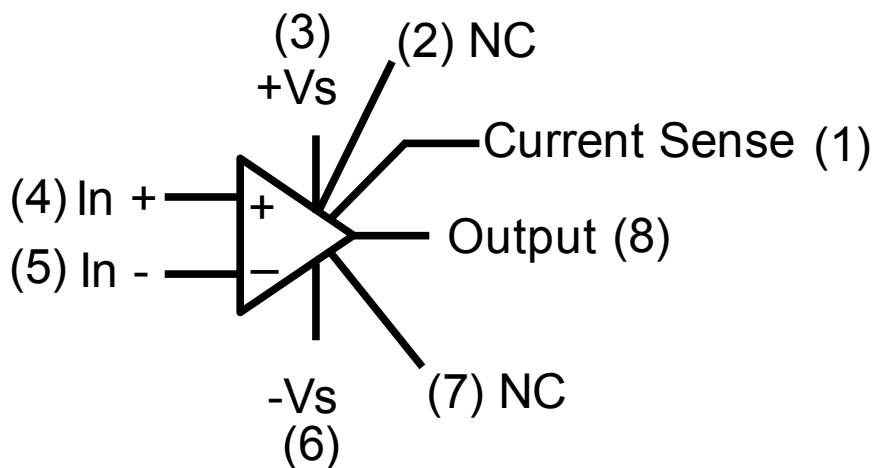 (3)
+Vs
(2) NC
Current Sense (1)
(4) In +
+
Output (8)
(5) In -
−
-Vs
(6)
(7) NC